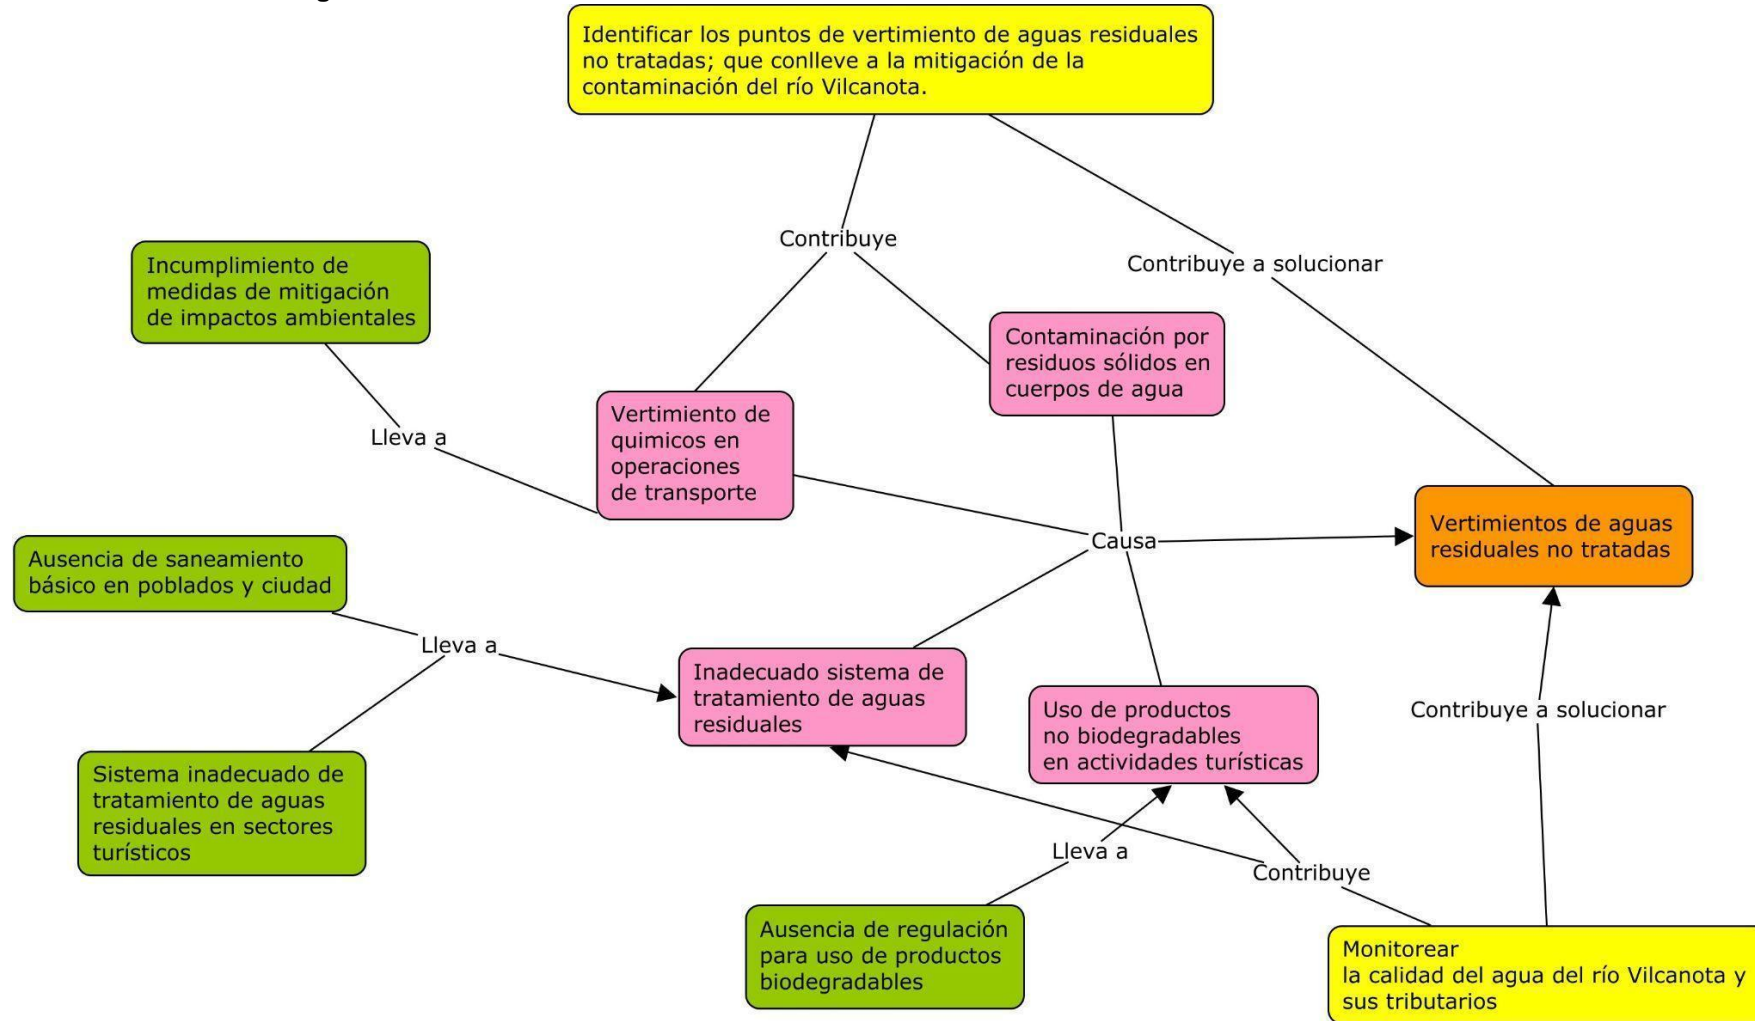 Identificar los puntos de vertimiento de aguas residuales
no tratadas; que conlleve a la mitigación de la
contaminación del río Vilcanota.
Contribuye
Contribuye a solucionar
Incumplimiento de
medidas de mitigación
de impactos ambientales
Contaminación por
residuos sólidos en
cuerpos de agua
Lleva a
Vertimiento de
quimicos en
operaciones
de transporte
Vertimientos de aguas
residuales no tratadas
Causa
Ausencia de saneamiento
básico en poblados y ciudad
Lleva a
Inadecuado sistema de
tratamiento de aguas
residuales
Uso de productos
no biodegradables
en actividades turísticas
Contribuye a solucionar
Sistema inadecuado de
tratamiento de aguas
residuales en sectores
turísticos
Lleva a
Contribuye
Ausencia de regulación
para uso de productos
biodegradables
Monitorear
la calidad del agua del río Vilcanota y
sus tributarios